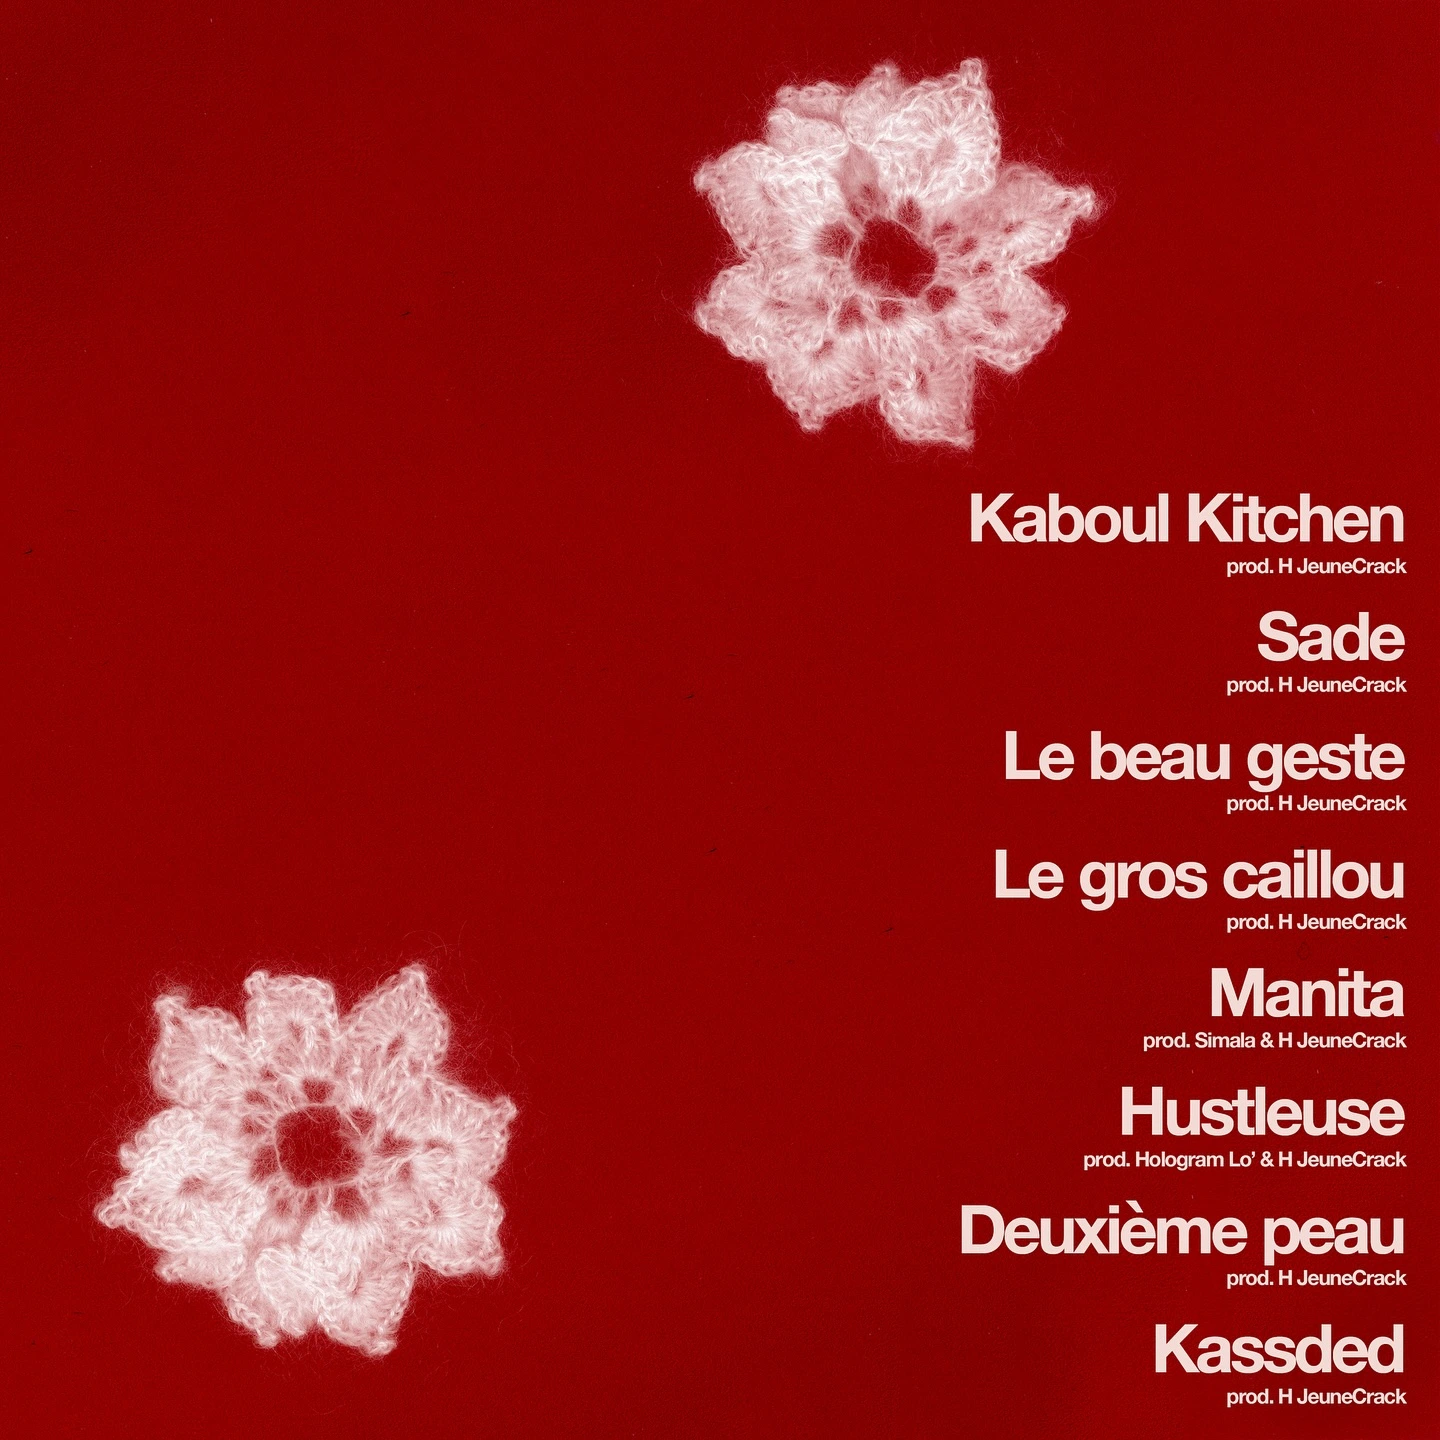 Kaboul Kitchen
prod. H JeuneCrack
Sade
prod. H JeuneCrack
Le beau geste
prod. H JeuneCrack
Le gros caillou
prod. H JeuneCrack
Manita
prod. Simala & H JeuneCrack
Hustleuse
prod. Hologram Lo’ & H JeuneCrack
Deuxième peau
prod. H JeuneCrack
Kassded
prod. H JeuneCrack